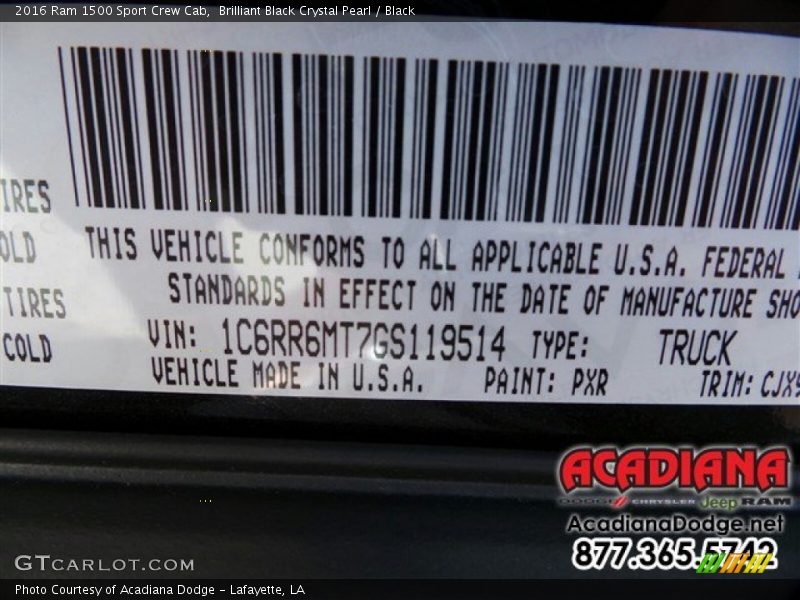 2016 Ram 1500 Sport Crew Cab,  Brilliant Black Crystal Pearl / Black
IRES
OLD
TIRES
COLD
THIS VEHICLE CONFORMS TO ALL APPLICABLE U.S.A. FEDERAL
STANDARDS IN EFFECT ON THE DATE OF MANUFACTURE SHO
VIN: 1C6RR6MT7GS119514 TYPE: TRUCK
VEHICLE MADE IN U.S.A. PAINT: PXR TRIM: CJX9
ACADIANA
DODGE CHRYSLER Jeep RAM
AcadianaDodge.net
877.365.5742
GTCARLOT.COM
Photo Courtesy of Acadiana Dodge - Lafayette, LA